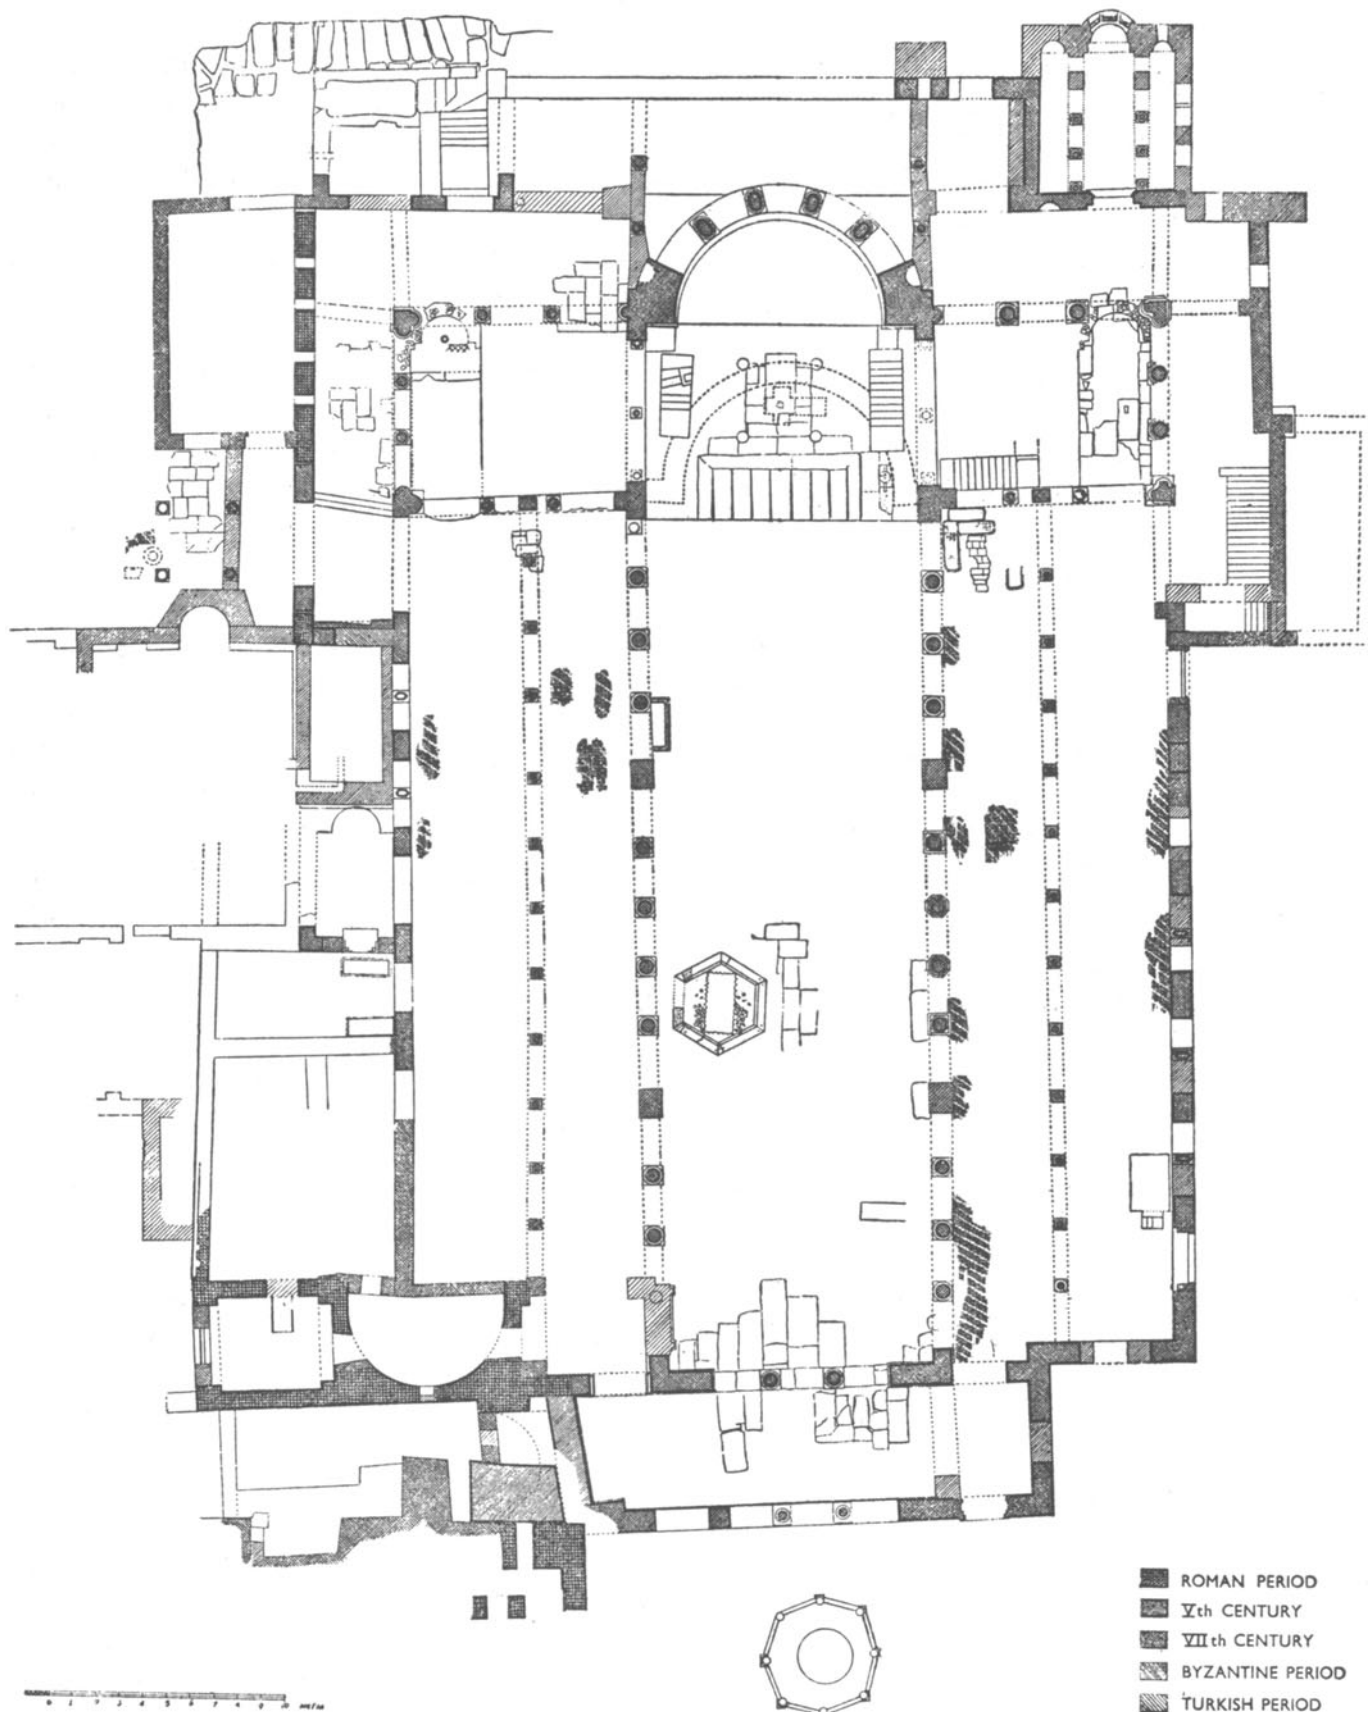 ROMAN PERIOD
Vth CENTURY
VIIth CENTURY
BYZANTINE PERIOD
TURKISH PERIOD